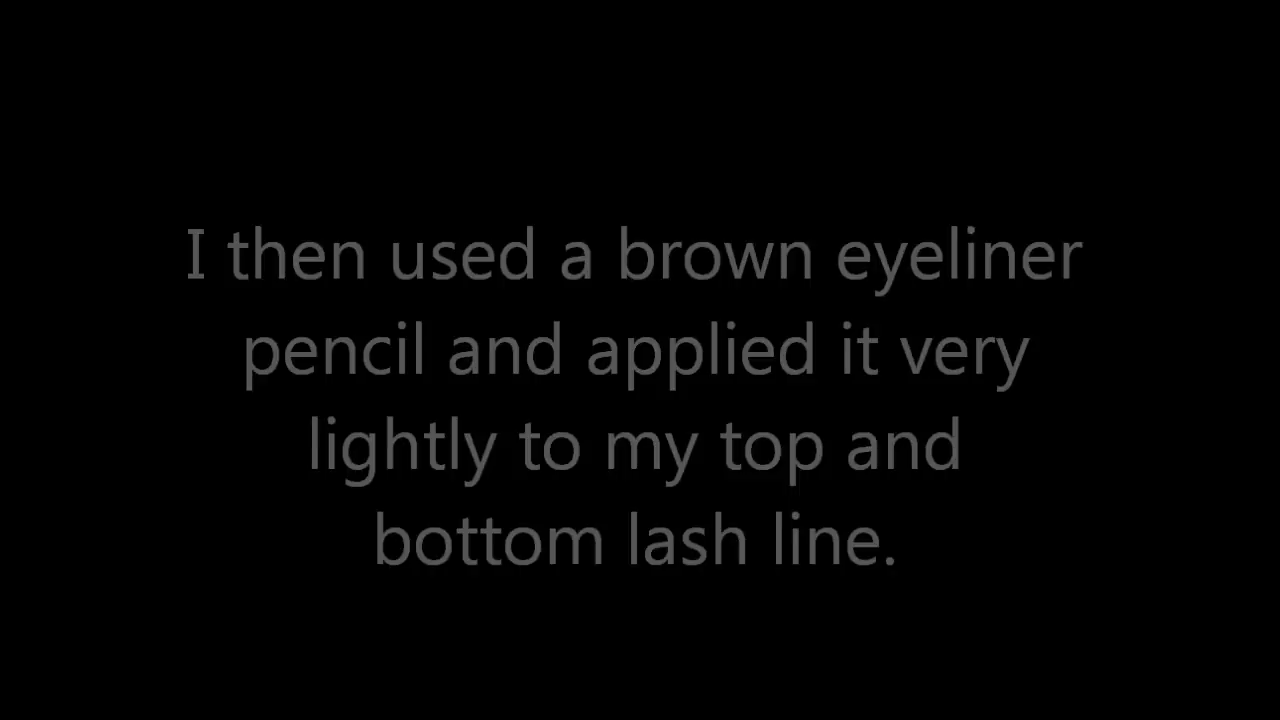 I then used a brown eyeliner
pencil and applied it very
lightly to my top and
bottom lash line.